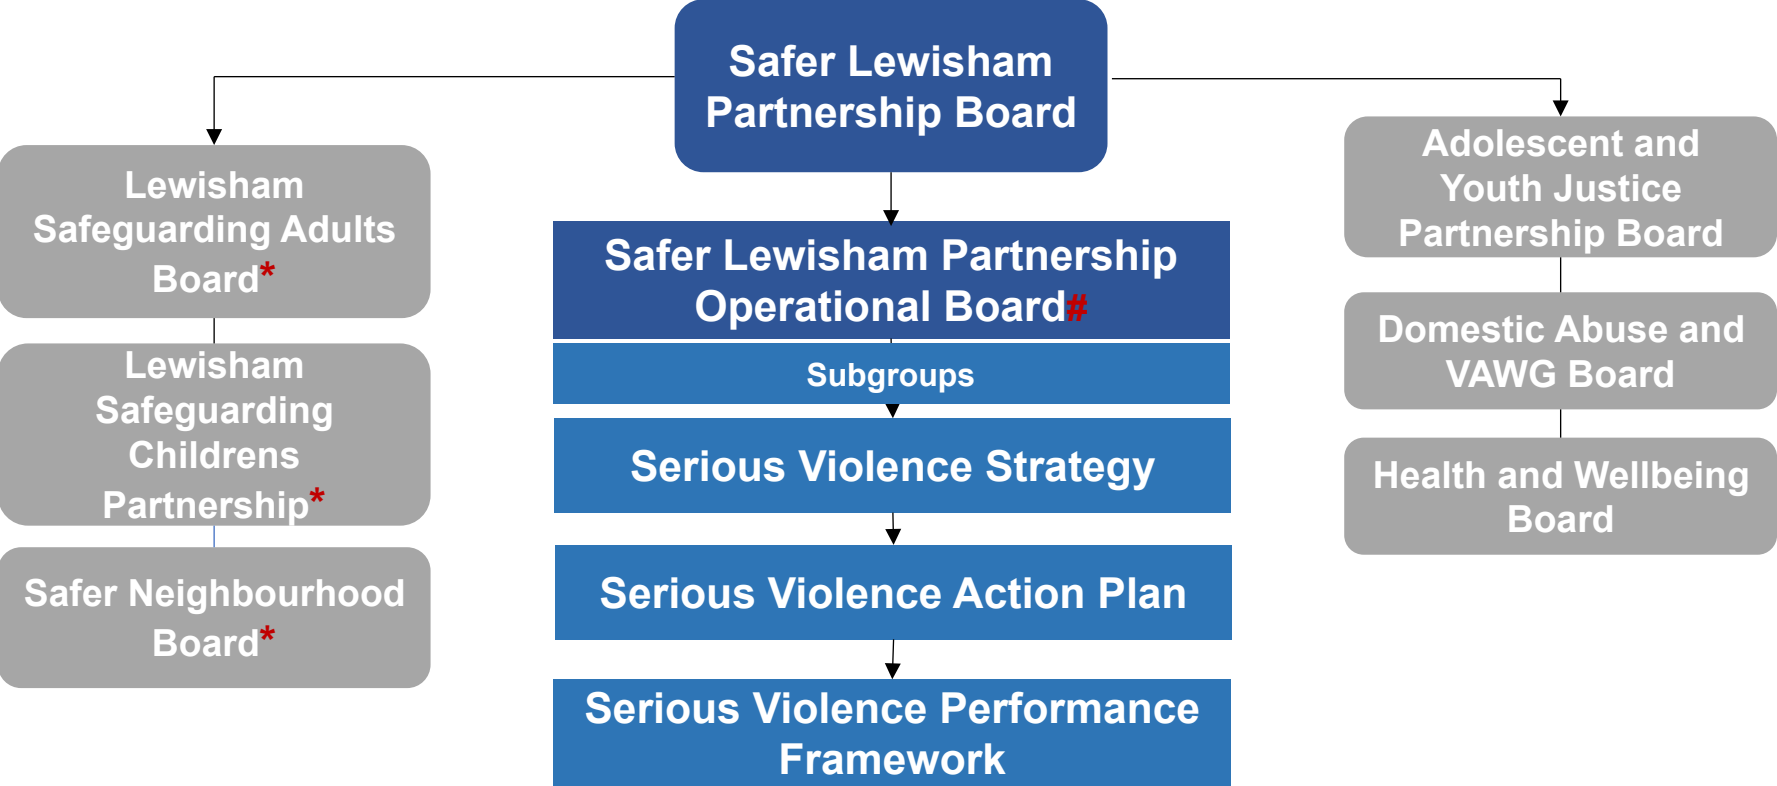 Safer Lewisham
Partnership Board
Lewisham
Safeguarding Adults
Board*
Lewisham
Safeguarding
Childrens
Partnership*
Safer Neighbourhood
Board*
Safer Lewisham Partnership
Operational Board#
Subgroups
Serious Violence Strategy
Serious Violence Action Plan
Serious Violence Performance
Framework
Adolescent and
Youth Justice
Partnership Board
Domestic Abuse and
VAWG Board
Health and Wellbeing
Board